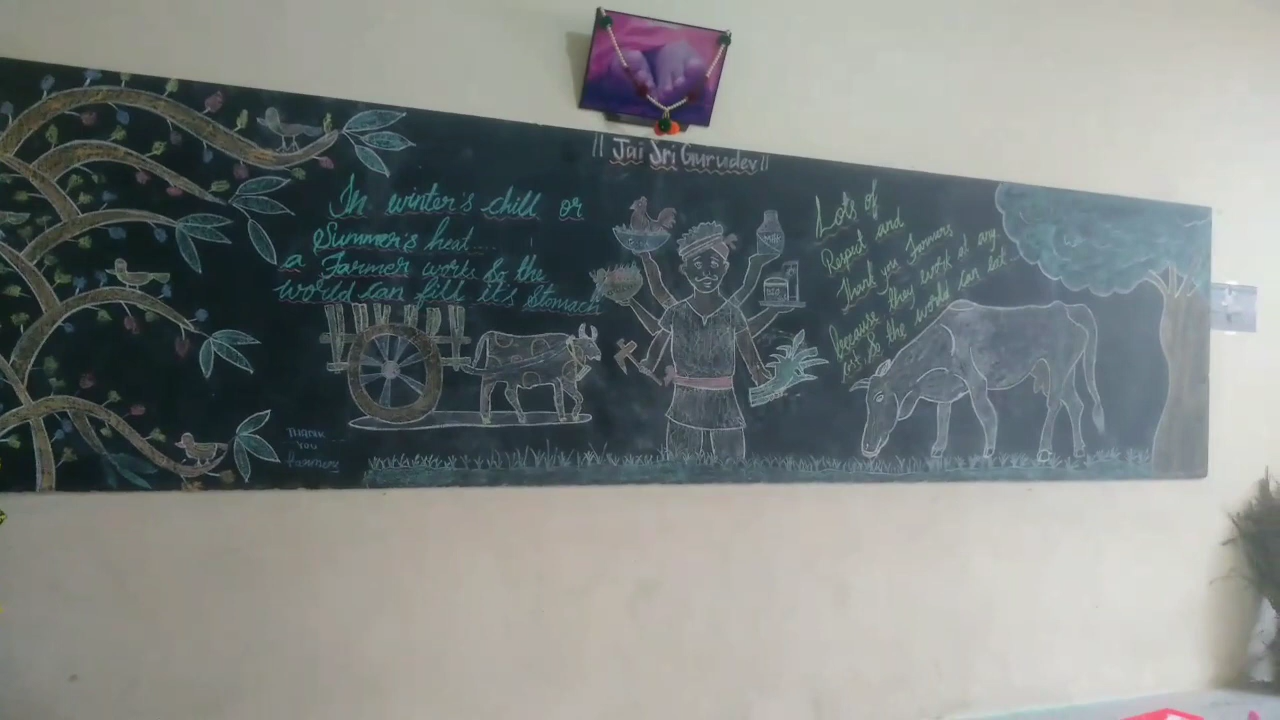 || Jai Sri Gurudev ||
In winter's chill or
Summer's heat....
a Farmer works & the
world can fill it's Stomach
Lots of
Respect and
Thank you Farmers
because they work at any
& the world can eat
THANK
YOU
farmers